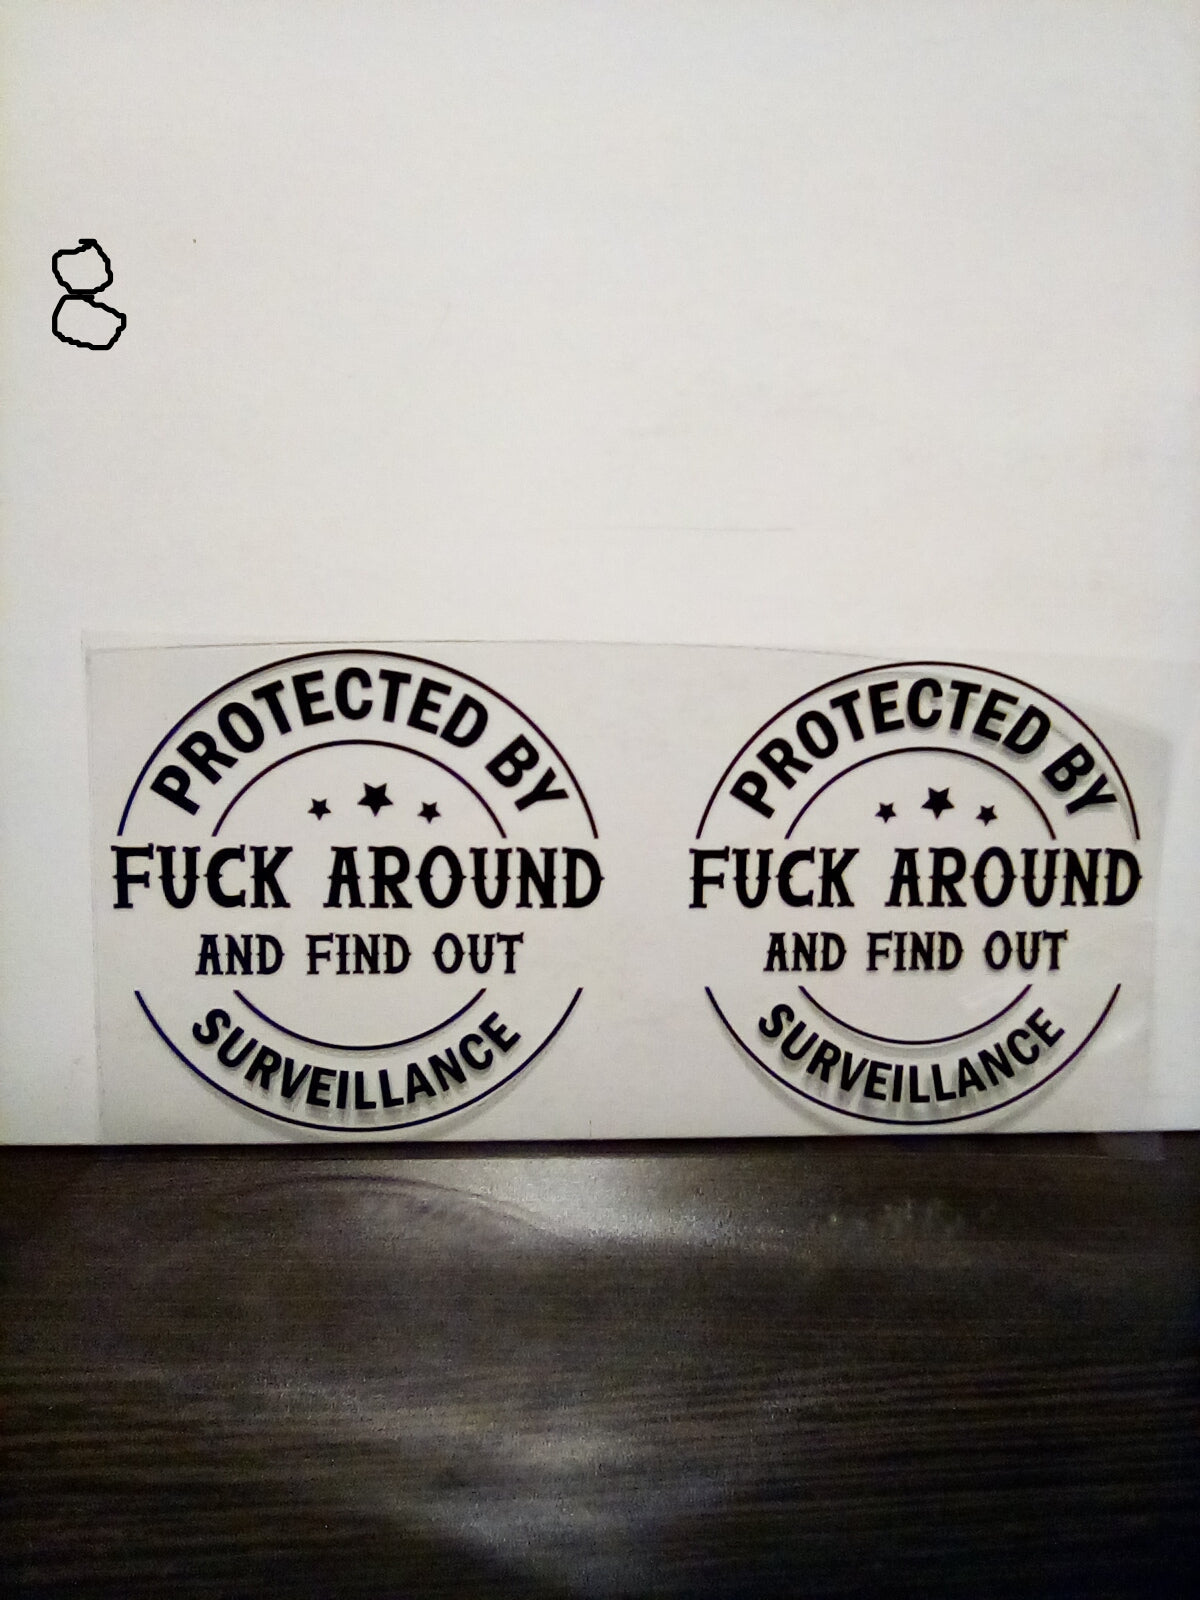 8
PROTECTED BY
FUCK AROUND
AND FIND OUT
SURVEILLANCE
PROTECTED BY
FUCK AROUND
AND FIND OUT
SURVEILLANCE